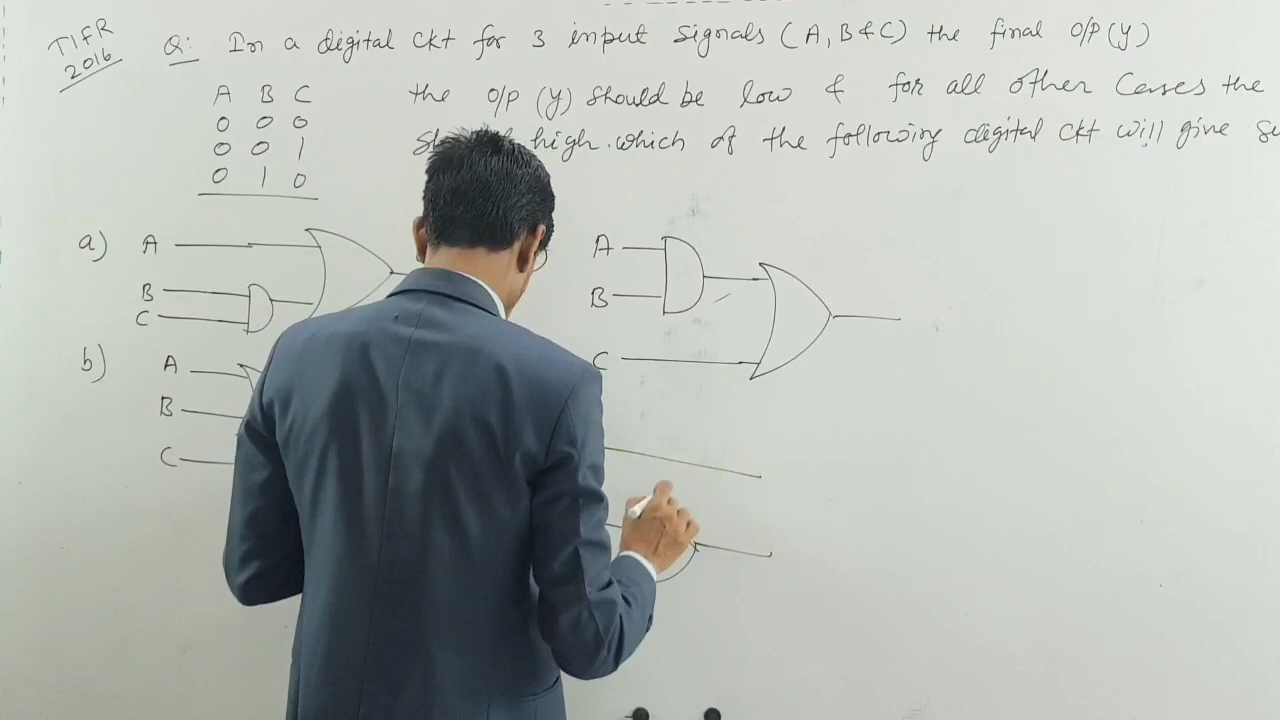 TIFR
2016
Q: In a digital ckt for 3 input signals (A, B & C) the final O/P (y)
A B C
0 0 0
0 0 1
0 1 0
the O/P (y) should be low & for all other Cases the
high. which of the following digital ckt will give
a) A
B
C
A
B
C
b) A
B
C